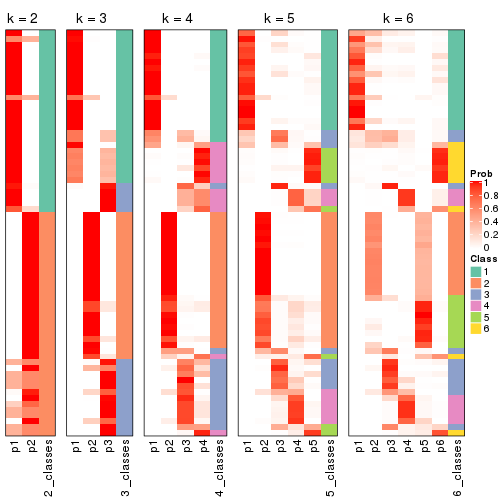 k = 2
k = 3
k = 4
k = 5
k = 6
p1
p2
2_classes
p1
p2
p3
3_classes
p1
p2
p3
p4
4_classes
p1
p2
p3
p4
p5
5_classes
p1
p2
p3
p4
p5
p6
6_classes
Prob
1
0.8
0.6
0.4
0.2
0
Class
1
2
3
4
5
6